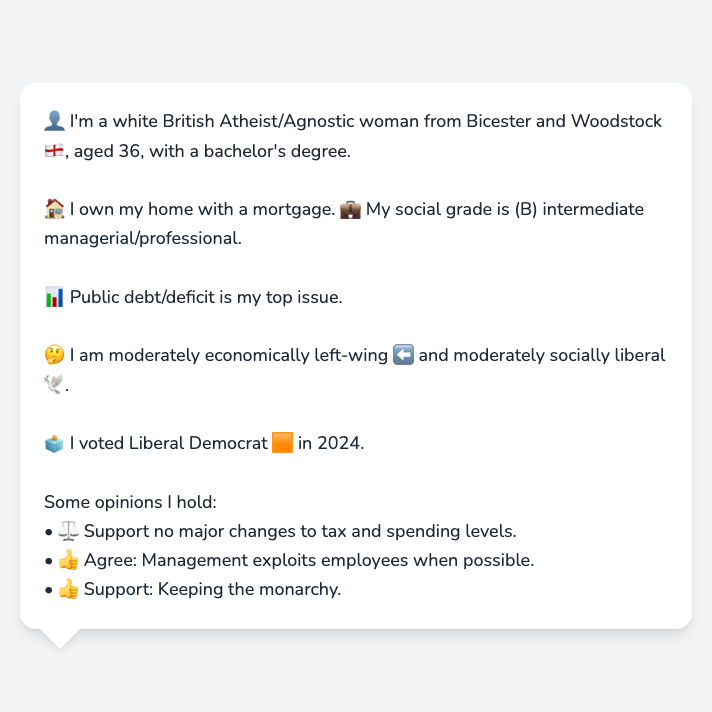 👤 I'm a white British Atheist/Agnostic woman from Bicester and Woodstock
🏴󠁧󠁢󠁥󠁮󠁧󠁿, aged 36, with a bachelor's degree.
🏠 I own my home with a mortgage. 💼 My social grade is (B) intermediate
managerial/professional.
📊 Public debt/deficit is my top issue.
🤔 I am moderately economically left-wing ⬅️ and moderately socially liberal
🕊️.
🗳️ I voted Liberal Democrat 🟧 in 2024.
Some opinions I hold:
• ⚖️ Support no major changes to tax and spending levels.
• 👍 Agree: Management exploits employees when possible.
• 👍 Support: Keeping the monarchy.